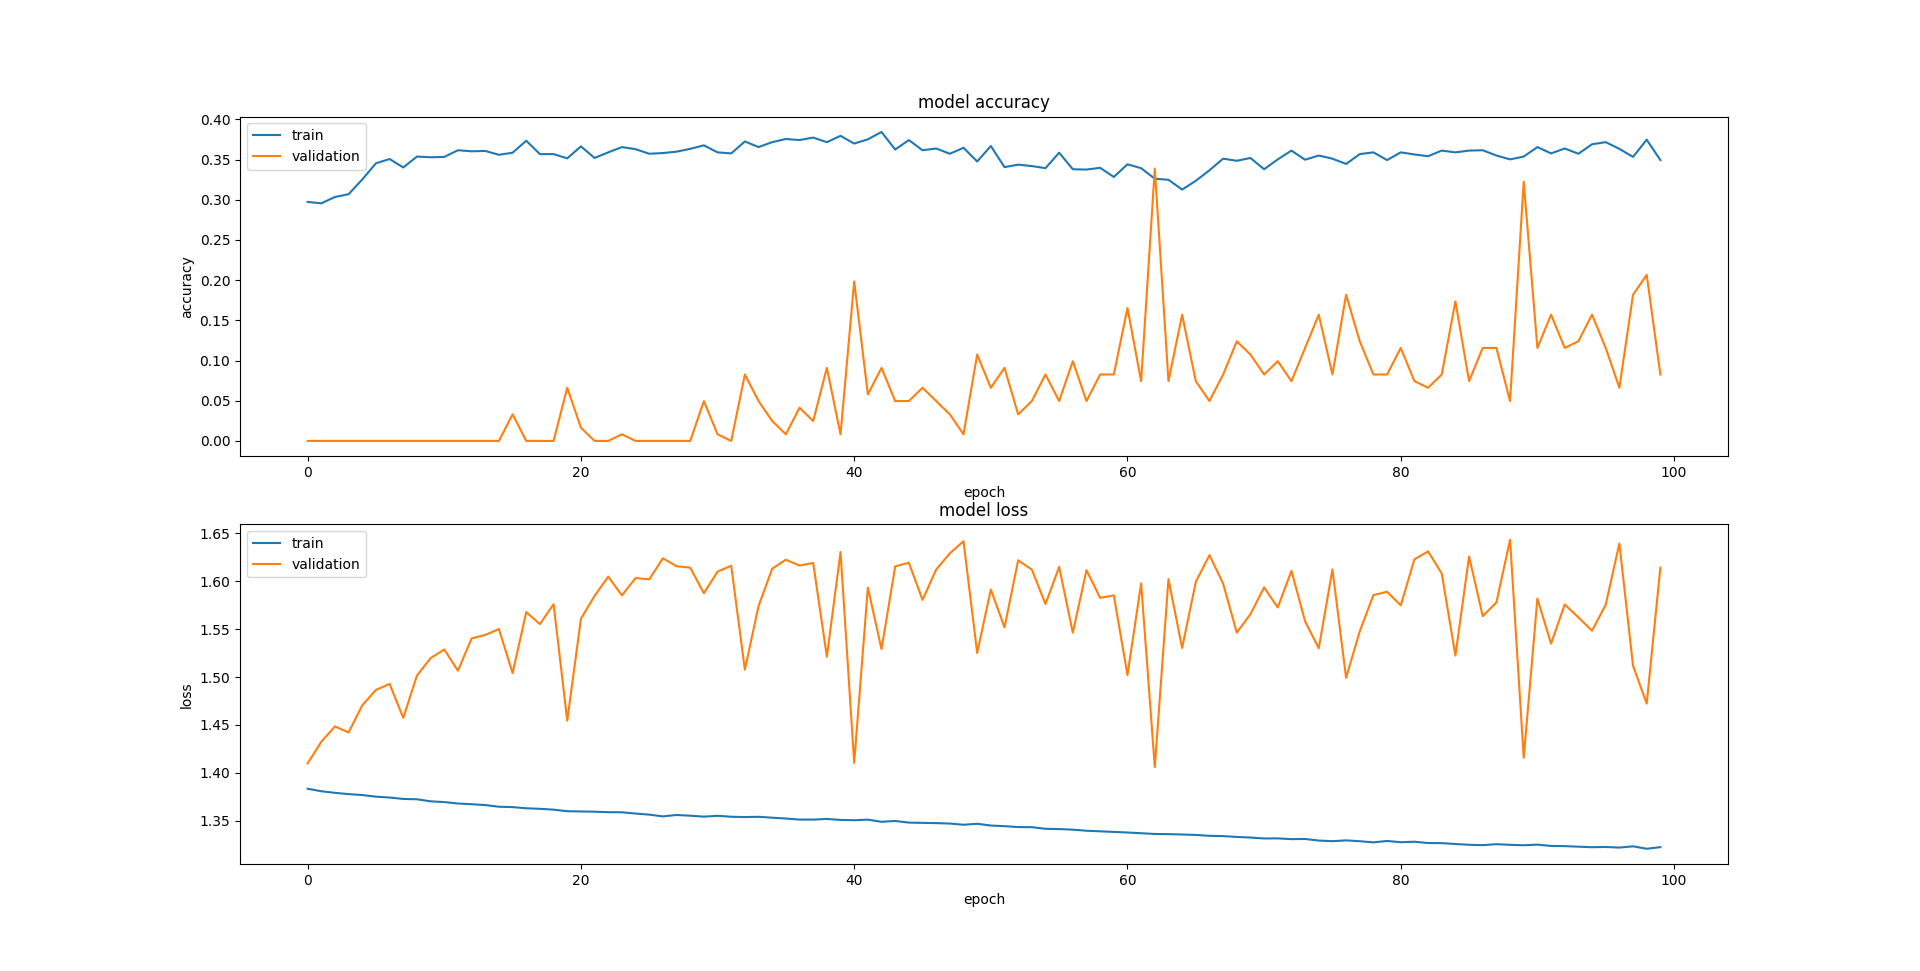 model accuracy
train
validation
0.40
0.35
0.30
0.25
0.20
0.15
0.10
0.05
0.00
accuracy
0 20 40 60 80 100
epoch
model loss
train
validation
1.65
1.60
1.55
1.50
1.45
1.40
1.35
loss
0 20 40 60 80 100
epoch